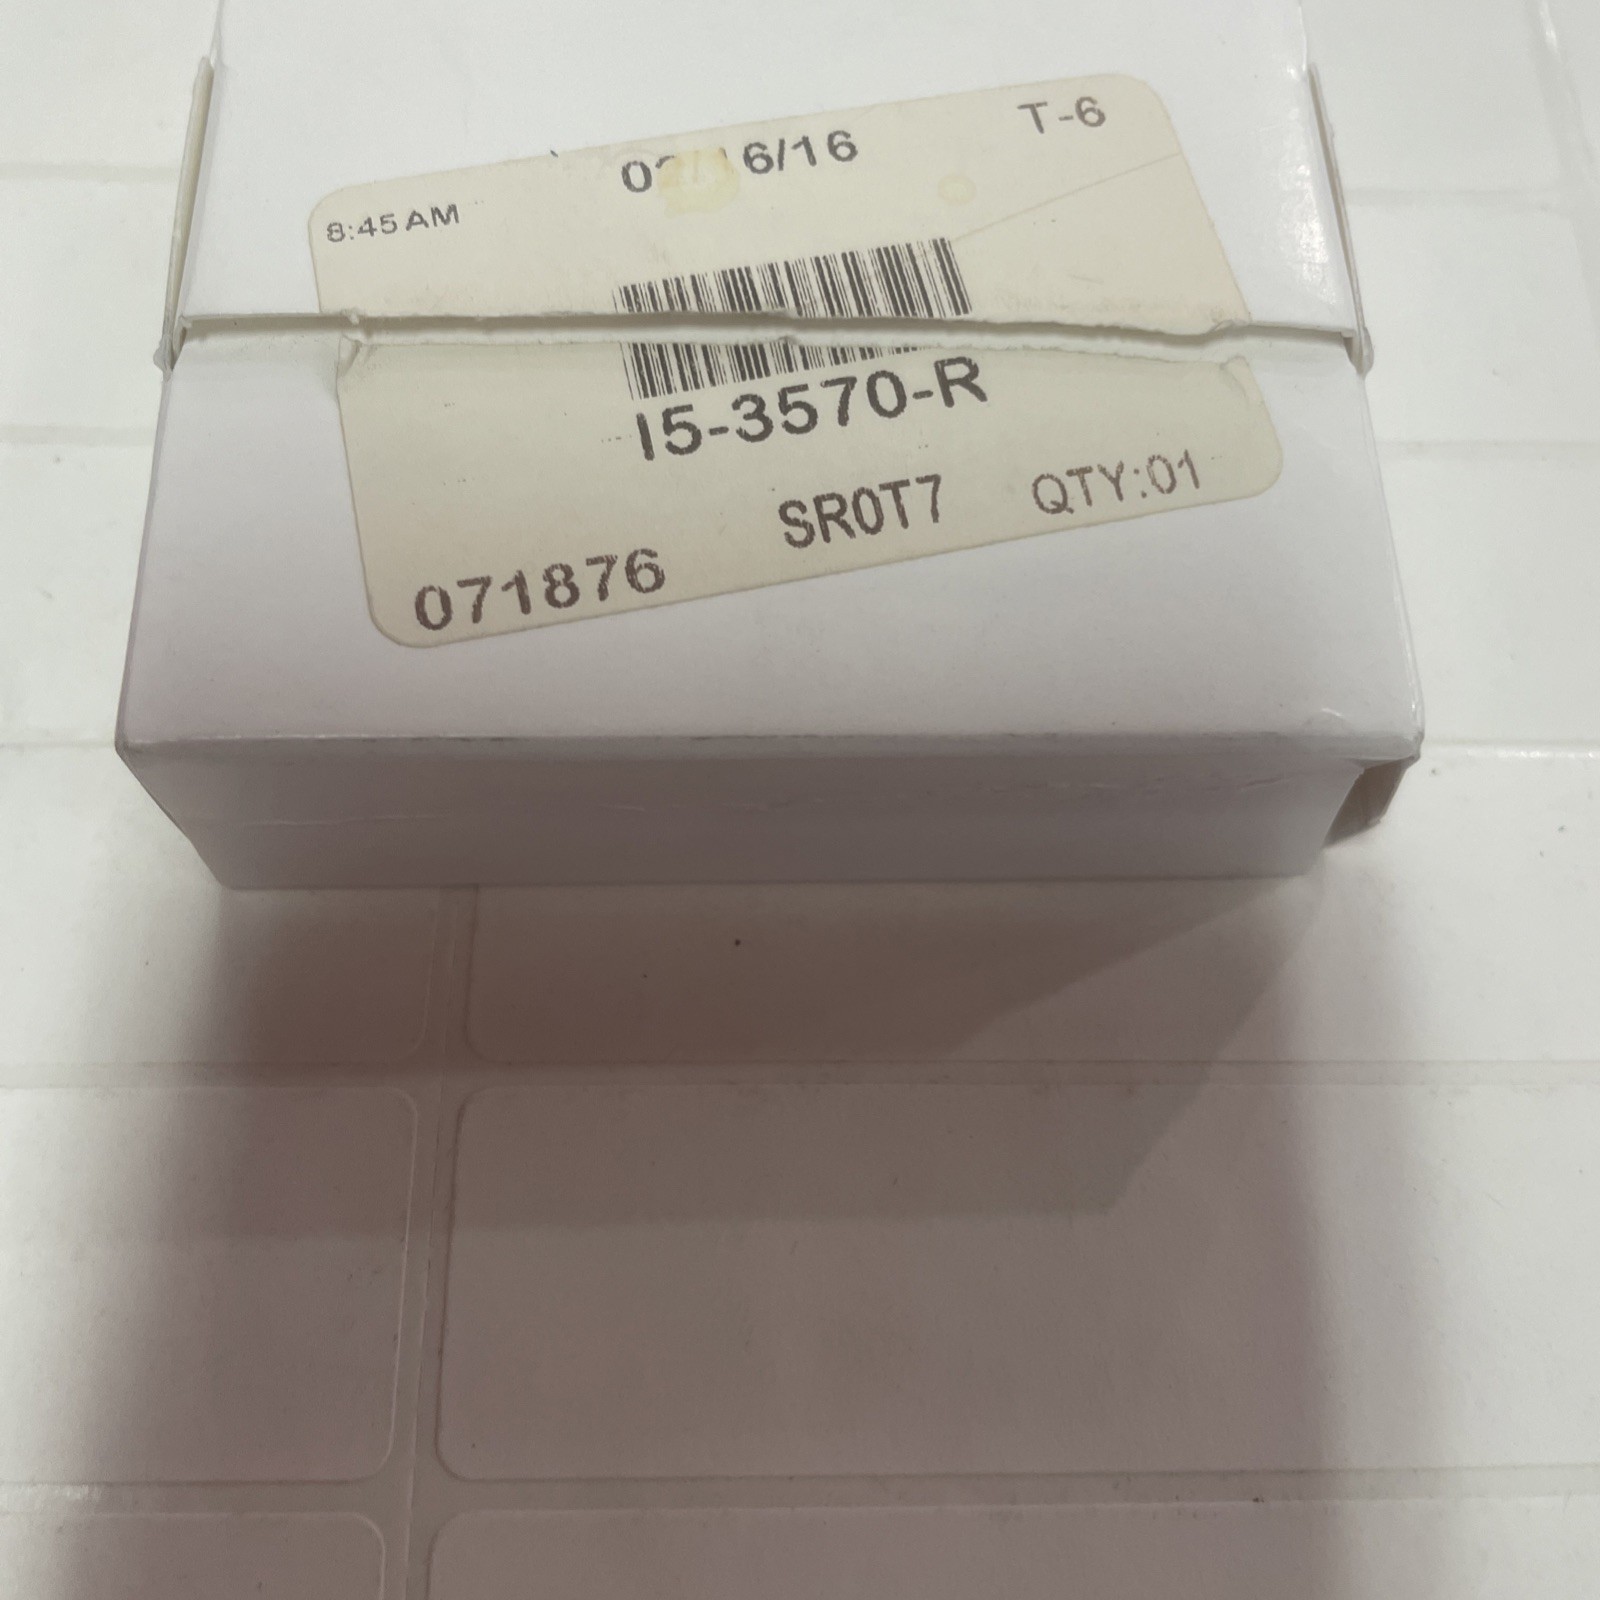 T-6
8:45 AM
I5-3570-R
SR0T7 QTY:01
071876